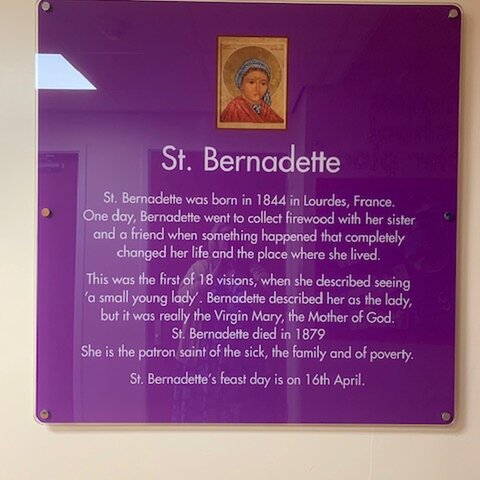 St. Bernadette
St. Bernadette was born in 1844 in Lourdes, France.
One day, Bernadette went to collect firewood with her sister
and a friend when something happened that completely
changed her life and the place where she lived.
This was the first of 18 visions, when she described seeing
‘a small young lady’. Bernadette described her as the lady,
but it was really the Virgin Mary, the Mother of God.
St. Bernadette died in 1879
She is the patron saint of the sick, the family and of poverty.
St. Bernadette’s feast day is on 16th April.